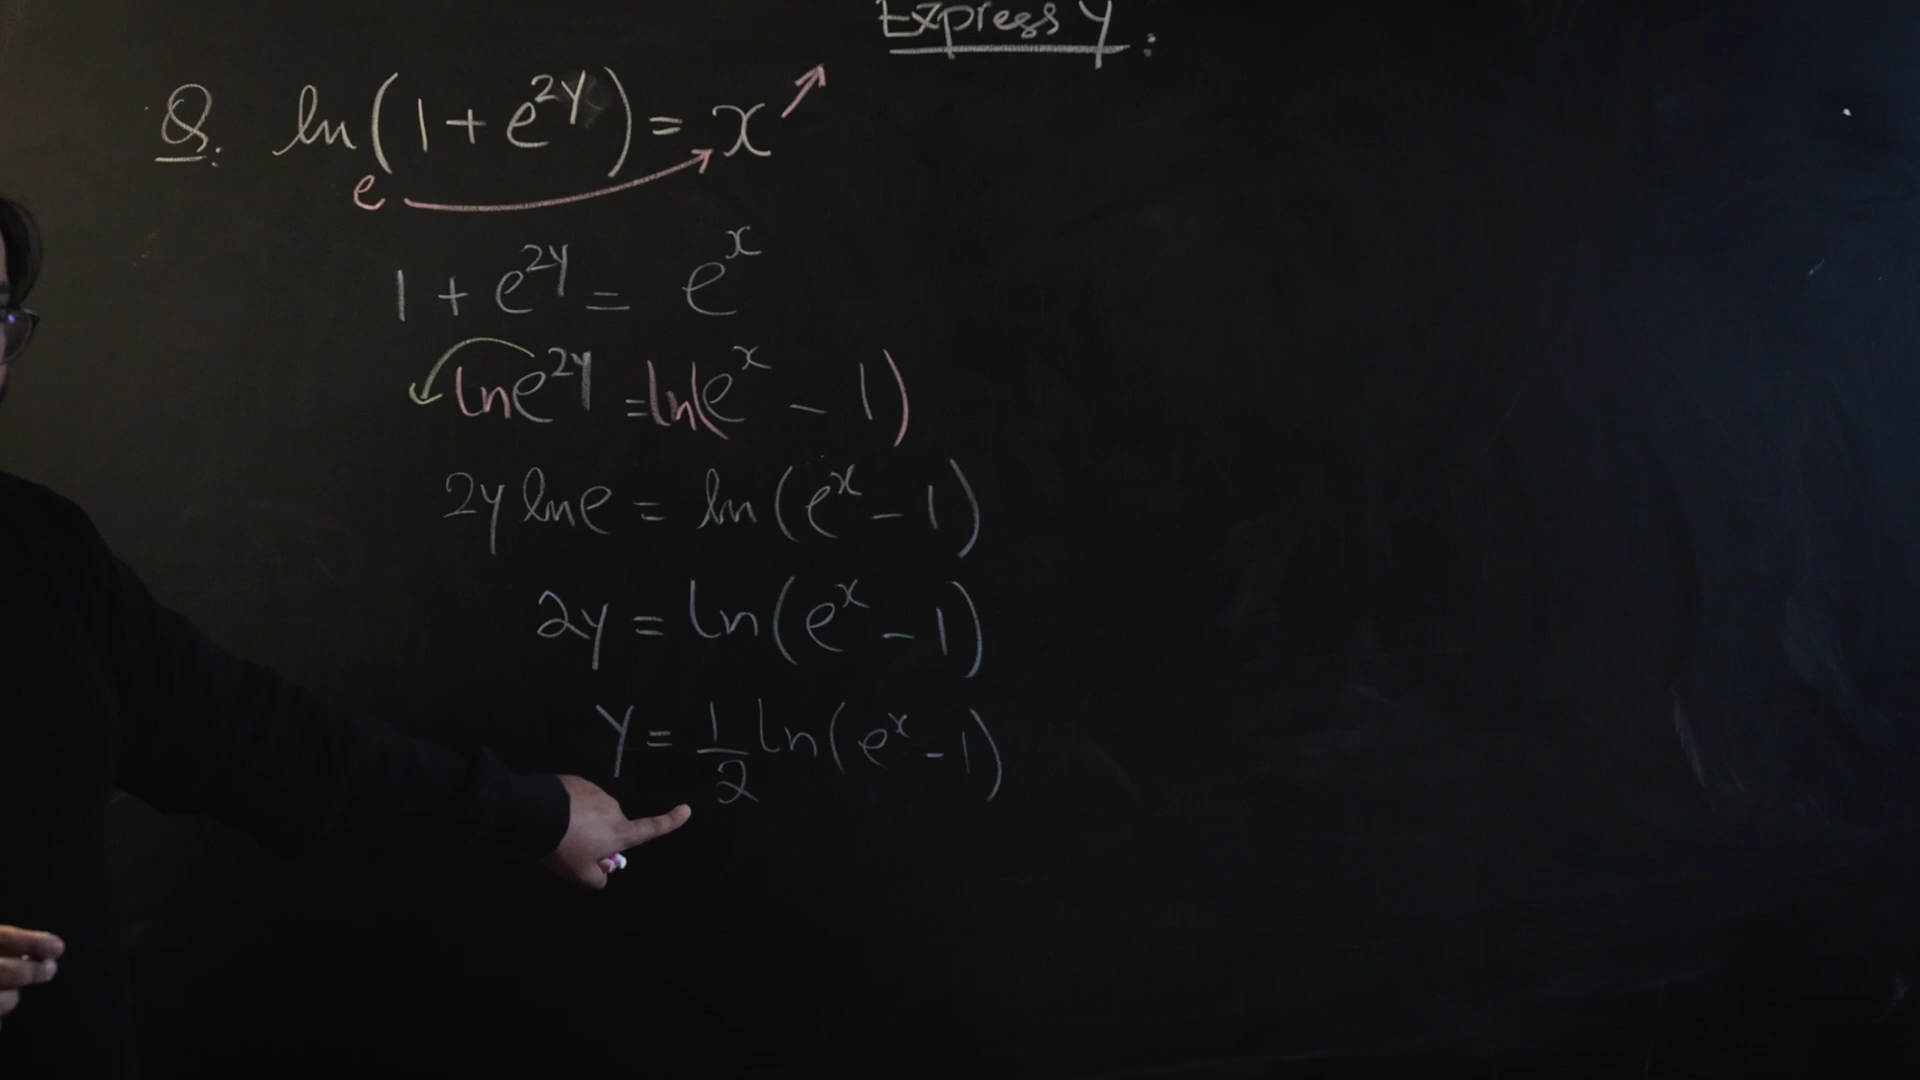 Express y :
Q. ln(1 + e^{2y}) = x
e
1 + e^{2y} = e^x
ln e^{2y} = ln(e^x - 1)
2y ln e = ln(e^x - 1)
2y = ln(e^x - 1)
y = 1/2 ln(e^x - 1)